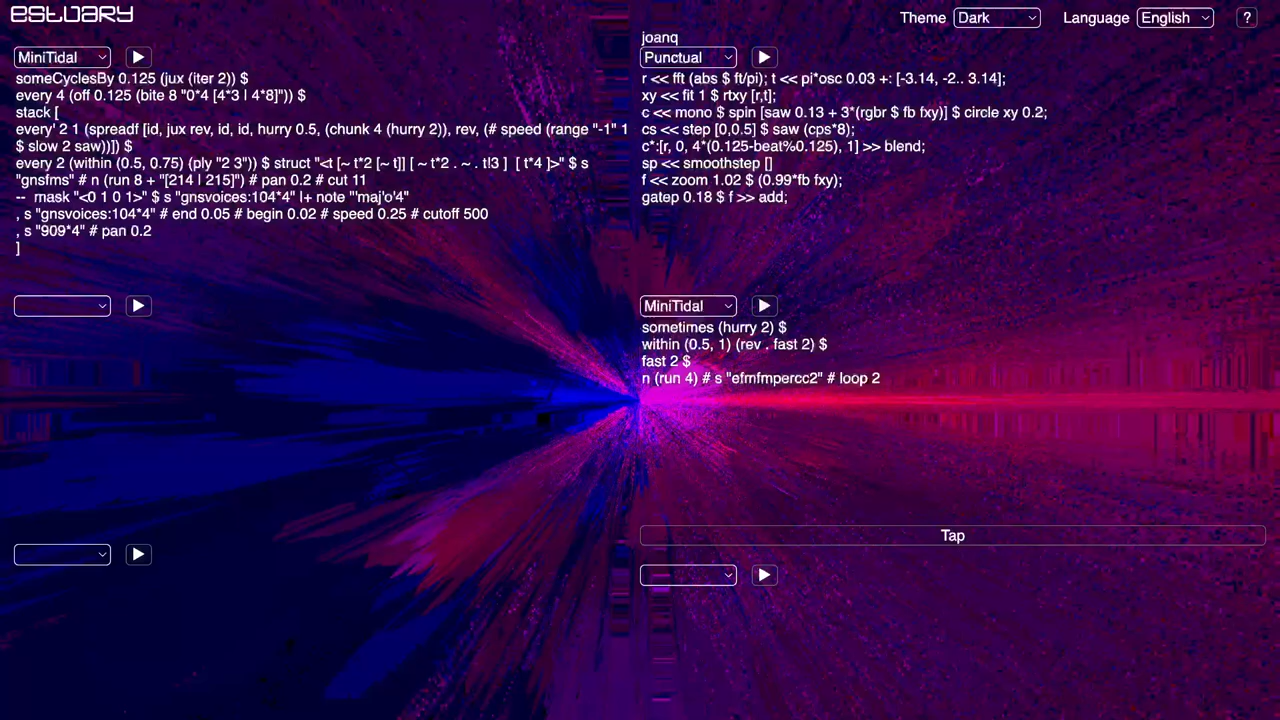 estuary
Theme Dark Language English ?
MiniTidal
someCyclesBy 0.125 (jux (iter 2)) $
every 4 (off 0.125 (bite 8 "0*4 [4*3 | 4*8]")) $
stack [
every' 2 1 (spreadf [id, jux rev, id, id, hurry 0.5, (chunk 4 (hurry 2)), rev, (# speed (range "-1" 1
$ slow 2 saw))]) $
every 2 (within (0.5, 0.75) (ply "2 3")) $ struct "<t [~ t*2 [~ t]] [ ~ t*2 . ~ . t!3 ]  [ t*4 ]>" $ s
"gnsfms" # n (run 8 + "[214 | 215]") # pan 0.2 # cut 11
--  mask "<0 1 0 1>" $ s "gnsvoices:104*4" |+ note "'maj'o'4"
, s "gnsvoices:104*4" # end 0.05 # begin 0.02 # speed 0.25 # cutoff 500
, s "909*4" # pan 0.2
]
joanq
Punctual
r << fft (abs $ ft/pi); t << pi*osc 0.03 +: [-3.14, -2.. 3.14];
xy << fit 1 $ rtxy [r,t];
c << mono $ spin [saw 0.13 + 3*(rgbr $ fb fxy)] $ circle xy 0.2;
cs << step [0,0.5] $ saw (cps*8);
c*:[r, 0, 4*(0.125-beat%0.125), 1] >> blend;
sp << smoothstep []
f << zoom 1.02 $ (0.99*fb fxy);
gatep 0.18 $ f >> add;
MiniTidal
sometimes (hurry 2) $
within (0.5, 1) (rev . fast 2) $
fast 2 $
n (run 4) # s "efmfmpercc2" # loop 2
Tap